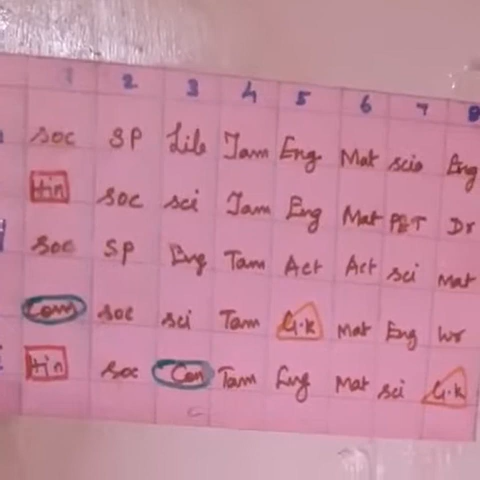 1 2 3 4 5 6 7 8
Soc SP Lib Tam Eng Mat scie Eng
Hin soc sci Tam Eng Mat PET Dr
Soc SP Eng Tam Act Act sci Mat
Com soc sci Tam G.K Mat Eng Wr
Hin soc Com Tam Eng Mat sci G.K